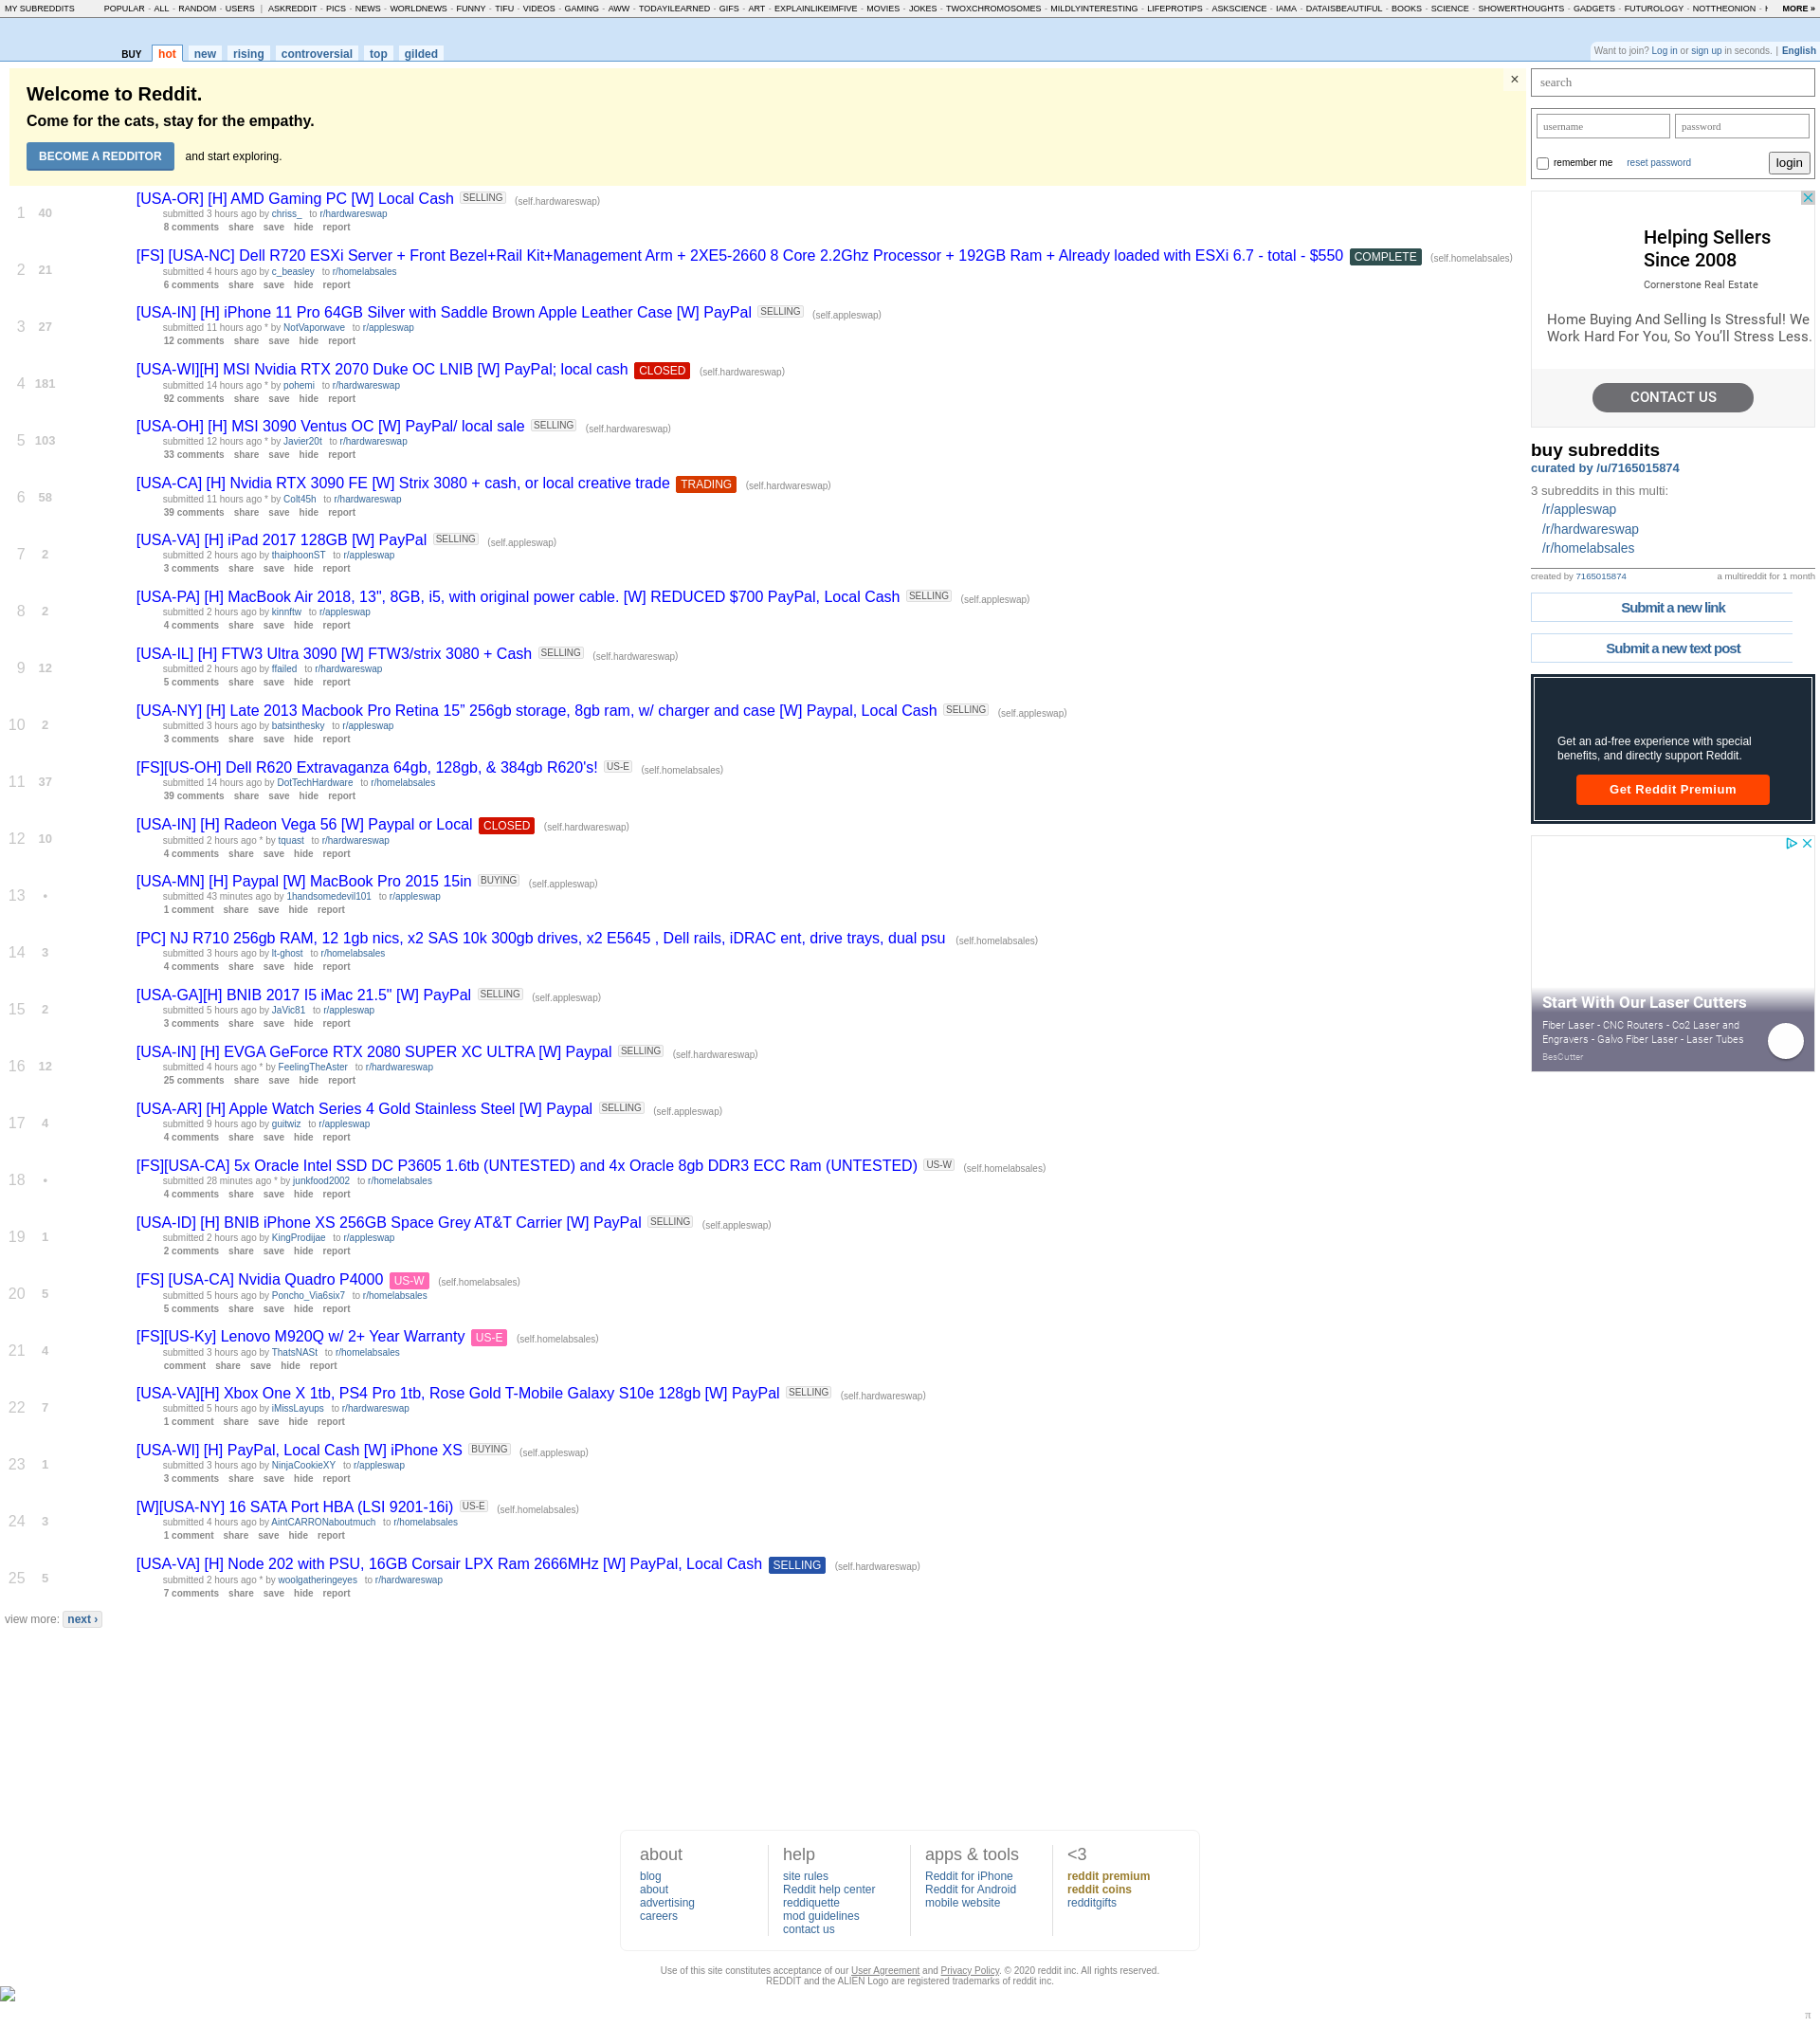 MY SUBREDDITS POPULAR - ALL - RANDOM - USERS | ASKREDDIT - PICS - NEWS - WORLDNEWS - FUNNY - TIFU - VIDEOS - GAMING - AWW - TODAYILEARNED - GIFS - ART - EXPLAINLIKEIMFIVE - MOVIES - JOKES - TWOXCHROMOSOMES - MILDLYINTERESTING - LIFEPROTIPS - ASKSCIENCE - IAMA - DATAISBEAUTIFUL - BOOKS - SCIENCE - SHOWERTHOUGHTS - GADGETS - FUTUROLOGY - NOTTHEONION - MORE »
BUY hot new rising controversial top gilded
Want to join? Log in or sign up in seconds. | English
Welcome to Reddit.
Come for the cats, stay for the empathy.
BECOME A REDDITOR and start exploring.
×
1 40 [USA-OR] [H] AMD Gaming PC [W] Local Cash SELLING (self.hardwareswap)
submitted 3 hours ago by chriss_ to r/hardwareswap
8 comments share save hide report
2 21 [FS] [USA-NC] Dell R720 ESXi Server + Front Bezel+Rail Kit+Management Arm + 2XE5-2660 8 Core 2.2Ghz Processor + 192GB Ram + Already loaded with ESXi 6.7 - total - $550 COMPLETE (self.homelabsales)
submitted 4 hours ago by c_beasley to r/homelabsales
6 comments share save hide report
3 27 [USA-IN] [H] iPhone 11 Pro 64GB Silver with Saddle Brown Apple Leather Case [W] PayPal SELLING (self.appleswap)
submitted 11 hours ago * by NotVaporwave to r/appleswap
12 comments share save hide report
4 181 [USA-WI][H] MSI Nvidia RTX 2070 Duke OC LNIB [W] PayPal; local cash CLOSED (self.hardwareswap)
submitted 14 hours ago * by pohemi to r/hardwareswap
92 comments share save hide report
5 103 [USA-OH] [H] MSI 3090 Ventus OC [W] PayPal/ local sale SELLING (self.hardwareswap)
submitted 12 hours ago * by Javier20t to r/hardwareswap
33 comments share save hide report
6 58 [USA-CA] [H] Nvidia RTX 3090 FE [W] Strix 3080 + cash, or local creative trade TRADING (self.hardwareswap)
submitted 11 hours ago * by Colt45h to r/hardwareswap
39 comments share save hide report
7 2 [USA-VA] [H] iPad 2017 128GB [W] PayPal SELLING (self.appleswap)
submitted 2 hours ago by thaiphoonST to r/appleswap
3 comments share save hide report
8 2 [USA-PA] [H] MacBook Air 2018, 13", 8GB, i5, with original power cable. [W] REDUCED $700 PayPal, Local Cash SELLING (self.appleswap)
submitted 2 hours ago by kinnftw to r/appleswap
4 comments share save hide report
9 12 [USA-IL] [H] FTW3 Ultra 3090 [W] FTW3/strix 3080 + Cash SELLING (self.hardwareswap)
submitted 2 hours ago by ffailed to r/hardwareswap
5 comments share save hide report
10 2 [USA-NY] [H] Late 2013 Macbook Pro Retina 15” 256gb storage, 8gb ram, w/ charger and case [W] Paypal, Local Cash SELLING (self.appleswap)
submitted 3 hours ago by batsinthesky to r/appleswap
3 comments share save hide report
11 37 [FS][US-OH] Dell R620 Extravaganza 64gb, 128gb, & 384gb R620's! US-E (self.homelabsales)
submitted 14 hours ago by DotTechHardware to r/homelabsales
39 comments share save hide report
12 10 [USA-IN] [H] Radeon Vega 56 [W] Paypal or Local CLOSED (self.hardwareswap)
submitted 2 hours ago * by tquast to r/hardwareswap
4 comments share save hide report
13 • [USA-MN] [H] Paypal [W] MacBook Pro 2015 15in BUYING (self.appleswap)
submitted 43 minutes ago by 1handsomedevil101 to r/appleswap
1 comment share save hide report
14 3 [PC] NJ R710 256gb RAM, 12 1gb nics, x2 SAS 10k 300gb drives, x2 E5645 , Dell rails, iDRAC ent, drive trays, dual psu (self.homelabsales)
submitted 3 hours ago by lt-ghost to r/homelabsales
4 comments share save hide report
15 2 [USA-GA][H] BNIB 2017 I5 iMac 21.5" [W] PayPal SELLING (self.appleswap)
submitted 5 hours ago by JaVic81 to r/appleswap
3 comments share save hide report
16 12 [USA-IN] [H] EVGA GeForce RTX 2080 SUPER XC ULTRA [W] Paypal SELLING (self.hardwareswap)
submitted 4 hours ago * by FeelingTheAster to r/hardwareswap
25 comments share save hide report
17 4 [USA-AR] [H] Apple Watch Series 4 Gold Stainless Steel [W] Paypal SELLING (self.appleswap)
submitted 9 hours ago by guitwiz to r/appleswap
4 comments share save hide report
18 • [FS][USA-CA] 5x Oracle Intel SSD DC P3605 1.6tb (UNTESTED) and 4x Oracle 8gb DDR3 ECC Ram (UNTESTED) US-W (self.homelabsales)
submitted 28 minutes ago * by junkfood2002 to r/homelabsales
4 comments share save hide report
19 1 [USA-ID] [H] BNIB iPhone XS 256GB Space Grey AT&T Carrier [W] PayPal SELLING (self.appleswap)
submitted 2 hours ago by KingProdijae to r/appleswap
2 comments share save hide report
20 5 [FS] [USA-CA] Nvidia Quadro P4000 US-W (self.homelabsales)
submitted 5 hours ago by Poncho_Via6six7 to r/homelabsales
5 comments share save hide report
21 4 [FS][US-Ky] Lenovo M920Q w/ 2+ Year Warranty US-E (self.homelabsales)
submitted 3 hours ago by ThatsNASt to r/homelabsales
comment share save hide report
22 7 [USA-VA][H] Xbox One X 1tb, PS4 Pro 1tb, Rose Gold T-Mobile Galaxy S10e 128gb [W] PayPal SELLING (self.hardwareswap)
submitted 5 hours ago by iMissLayups to r/hardwareswap
1 comment share save hide report
23 1 [USA-WI] [H] PayPal, Local Cash [W] iPhone XS BUYING (self.appleswap)
submitted 3 hours ago by NinjaCookieXY to r/appleswap
3 comments share save hide report
24 3 [W][USA-NY] 16 SATA Port HBA (LSI 9201-16i) US-E (self.homelabsales)
submitted 4 hours ago by AintCARRONaboutmuch to r/homelabsales
1 comment share save hide report
25 5 [USA-VA] [H] Node 202 with PSU, 16GB Corsair LPX Ram 2666MHz [W] PayPal, Local Cash SELLING (self.hardwareswap)
submitted 2 hours ago * by woolgatheringeyes to r/hardwareswap
7 comments share save hide report
view more: next ›
search
username password
remember me reset password login
Helping Sellers
Since 2008
Cornerstone Real Estate
Home Buying And Selling Is Stressful! We
Work Hard For You, So You’ll Stress Less.
CONTACT US
buy subreddits
curated by /u/7165015874
3 subreddits in this multi:
/r/appleswap
/r/hardwareswap
/r/homelabsales
created by 7165015874 a multireddit for 1 month
Submit a new link
Submit a new text post
Get an ad-free experience with special
benefits, and directly support Reddit.
Get Reddit Premium
Start With Our Laser Cutters
Fiber Laser - CNC Routers - Co2 Laser and
Engravers - Galvo Fiber Laser - Laser Tubes
BesCutter
about
blog
about
advertising
careers
help
site rules
Reddit help center
reddiquette
mod guidelines
contact us
apps & tools
Reddit for iPhone
Reddit for Android
mobile website
<3
reddit premium
reddit coins
redditgifts
Use of this site constitutes acceptance of our User Agreement and Privacy Policy. © 2020 reddit inc. All rights reserved.
REDDIT and the ALIEN Logo are registered trademarks of reddit inc.
π